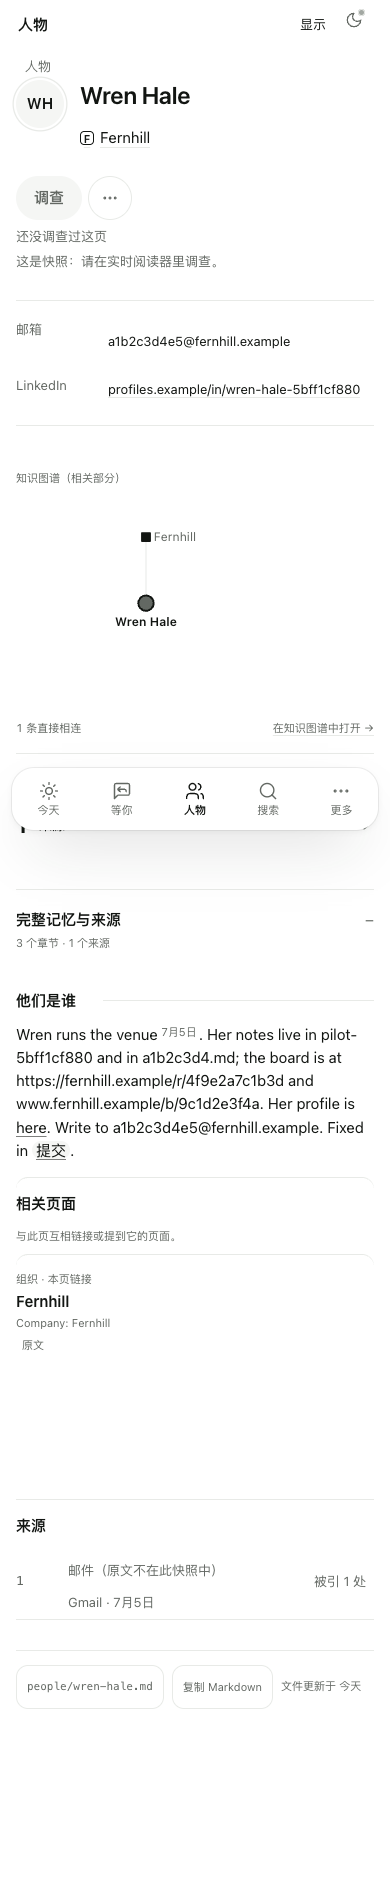 人物
显示
人物
WH
Wren Hale
F Fernhill
调查
还没调查过这页
这是快照：请在实时阅读器里调查。
邮箱
a1b2c3d4e5@fernhill.example
LinkedIn
profiles.example/in/wren-hale-5bff1cf880
知识图谱（相关部分）
Fernhill
Wren Hale
1 条直接相连
在知识图谱中打开 →
今天
等你
人物
搜索
更多
完整记忆与来源
–
3 个章节 · 1 个来源
他们是谁
Wren runs the venue 7月5日. Her notes live in pilot-
5bff1cf880 and in a1b2c3d4.md; the board is at
https://fernhill.example/r/4f9e2a7c1b3d and
www.fernhill.example/b/9c1d2e3f4a. Her profile is
here. Write to a1b2c3d4e5@fernhill.example. Fixed
in 提交.
相关页面
与此页互相链接或提到它的页面。
组织 · 本页链接
Fernhill
Company: Fernhill
原文
来源
1
邮件（原文不在此快照中）
Gmail · 7月5日
被引 1 处
people/wren-hale.md
复制 Markdown
文件更新于 今天